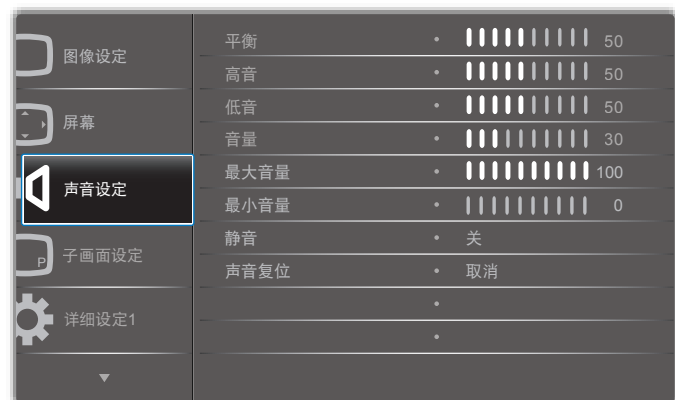 图像设定
屏幕
声音设定
P
子画面设定
详细设定1
平衡 • 50
高音 • 50
低音 • 50
音量 • 30
最大音量 • 100
最小音量 • 0
静音 • 关
声音复位 • 取消
•
•